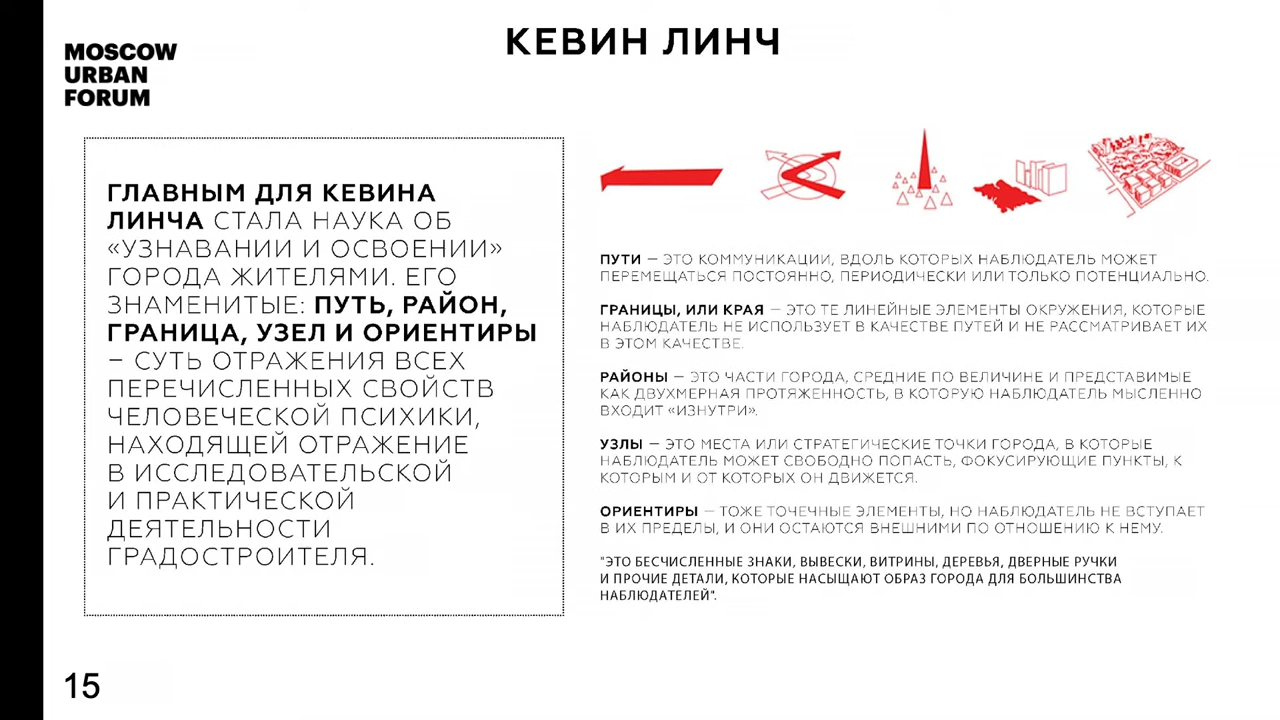 КЕВИН ЛИНЧ
MOSCOW
URBAN
FORUM
ГЛАВНЫМ ДЛЯ КЕВИНА
ЛИНЧА СТАЛА НАУКА ОБ
«УЗНАВАНИИ И ОСВОЕНИИ»
ГОРОДА ЖИТЕЛЯМИ. ЕГО
ЗНАМЕНИТЫЕ: ПУТЬ, РАЙОН,
ГРАНИЦА, УЗЕЛ И ОРИЕНТИРЫ
– СУТЬ ОТРАЖЕНИЯ ВСЕХ
ПЕРЕЧИСЛЕННЫХ СВОЙСТВ
ЧЕЛОВЕЧЕСКОЙ ПСИХИКИ,
НАХОДЯЩЕЙ ОТРАЖЕНИЕ
В ИССЛЕДОВАТЕЛЬСКОЙ
И ПРАКТИЧЕСКОЙ
ДЕЯТЕЛЬНОСТИ
ГРАДОСТРОИТЕЛЯ.
ПУТИ – ЭТО КОММУНИКАЦИИ, ВДОЛЬ КОТОРЫХ НАБЛЮДАТЕЛЬ МОЖЕТ
ПЕРЕМЕЩАТЬСЯ ПОСТОЯННО, ПЕРИОДИЧЕСКИ ИЛИ ТОЛЬКО ПОТЕНЦИАЛЬНО.
ГРАНИЦЫ, ИЛИ КРАЯ – ЭТО ТЕ ЛИНЕЙНЫЕ ЭЛЕМЕНТЫ ОКРУЖЕНИЯ, КОТОРЫЕ
НАБЛЮДАТЕЛЬ НЕ ИСПОЛЬЗУЕТ В КАЧЕСТВЕ ПУТЕЙ И НЕ РАССМАТРИВАЕТ ИХ
В ЭТОМ КАЧЕСТВЕ.
РАЙОНЫ – ЭТО ЧАСТИ ГОРОДА, СРЕДНИЕ ПО ВЕЛИЧИНЕ И ПРЕДСТАВИМЫЕ
КАК ДВУХМЕРНАЯ ПРОТЯЖЕННОСТЬ, В КОТОРУЮ НАБЛЮДАТЕЛЬ МЫСЛЕННО
ВХОДИТ «ИЗНУТРИ».
УЗЛЫ – ЭТО МЕСТА ИЛИ СТРАТЕГИЧЕСКИЕ ТОЧКИ ГОРОДА, В КОТОРЫЕ
НАБЛЮДАТЕЛЬ МОЖЕТ СВОБОДНО ПОПАСТЬ, ФОКУСИРУЮЩИЕ ПУНКТЫ, К
КОТОРЫМ И ОТ КОТОРЫХ ОН ДВИЖЕТСЯ.
ОРИЕНТИРЫ – ТОЖЕ ТОЧЕЧНЫЕ ЭЛЕМЕНТЫ, НО НАБЛЮДАТЕЛЬ НЕ ВСТУПАЕТ
В ИХ ПРЕДЕЛЫ, И ОНИ ОСТАЮТСЯ ВНЕШНИМИ ПО ОТНОШЕНИЮ К НЕМУ.
"ЭТО БЕСЧИСЛЕННЫЕ ЗНАКИ, ВЫВЕСКИ, ВИТРИНЫ, ДЕРЕВЬЯ, ДВЕРНЫЕ РУЧКИ
И ПРОЧИЕ ДЕТАЛИ, КОТОРЫЕ НАСЫЩАЮТ ОБРАЗ ГОРОДА ДЛЯ БОЛЬШИНСТВА
НАБЛЮДАТЕЛЕЙ".
15